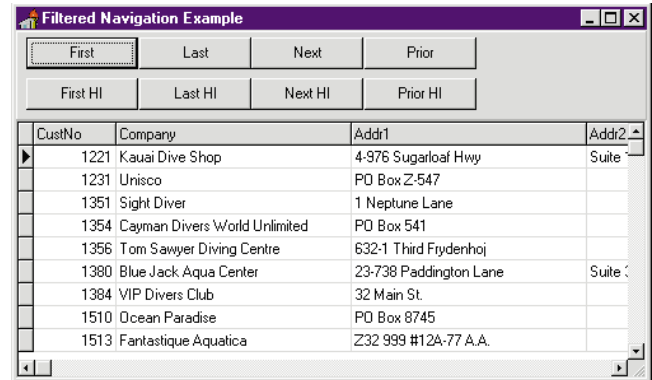 Filtered Navigation Example
First Last Next Prior
First HI Last HI Next HI Prior HI
CustNo Company Addr1 Addr2
1221 Kauai Dive Shop 4-976 Sugarloaf Hwy Suite
1231 Unisco PO Box Z-547
1351 Sight Diver 1 Neptune Lane
1354 Cayman Divers World Unlimited PO Box 541
1356 Tom Sawyer Diving Centre 632-1 Third Frydenhoj
1380 Blue Jack Aqua Center 23-738 Paddington Lane Suite
1384 VIP Divers Club 32 Main St.
1510 Ocean Paradise PO Box 8745
1513 Fantastique Aquatica Z32 999 #12A-77 A.A.